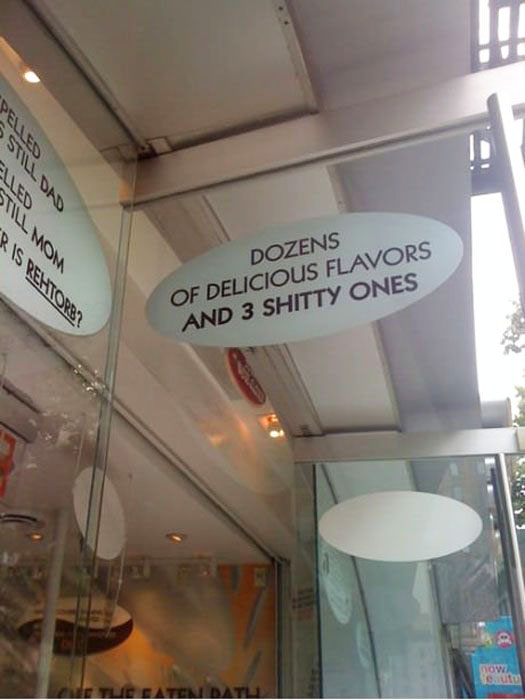 PELLED
S STILL DAD
ELLED
STILL MOM
R IS REHTORB?
DOZENS
OF DELICIOUS FLAVORS
AND 3 SHITTY ONES
THE EATEN PATH
now